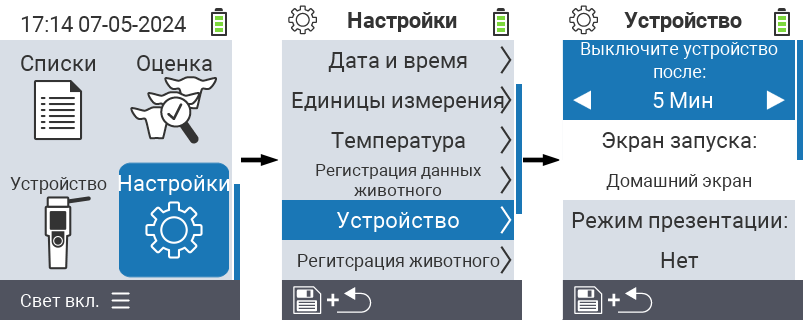 17:14 07-05-2024
Списки
Оценка
Устройство
Настройки
Свет вкл.
Настройки
Дата и время
Единицы измерения
Температура
Регистрация данных
животного
Устройство
Регитсрация животного
+
Устройство
Выключите устройство
после:
5 Мин
Экран запуска:
Домашний экран
Режим презентации:
Нет
+